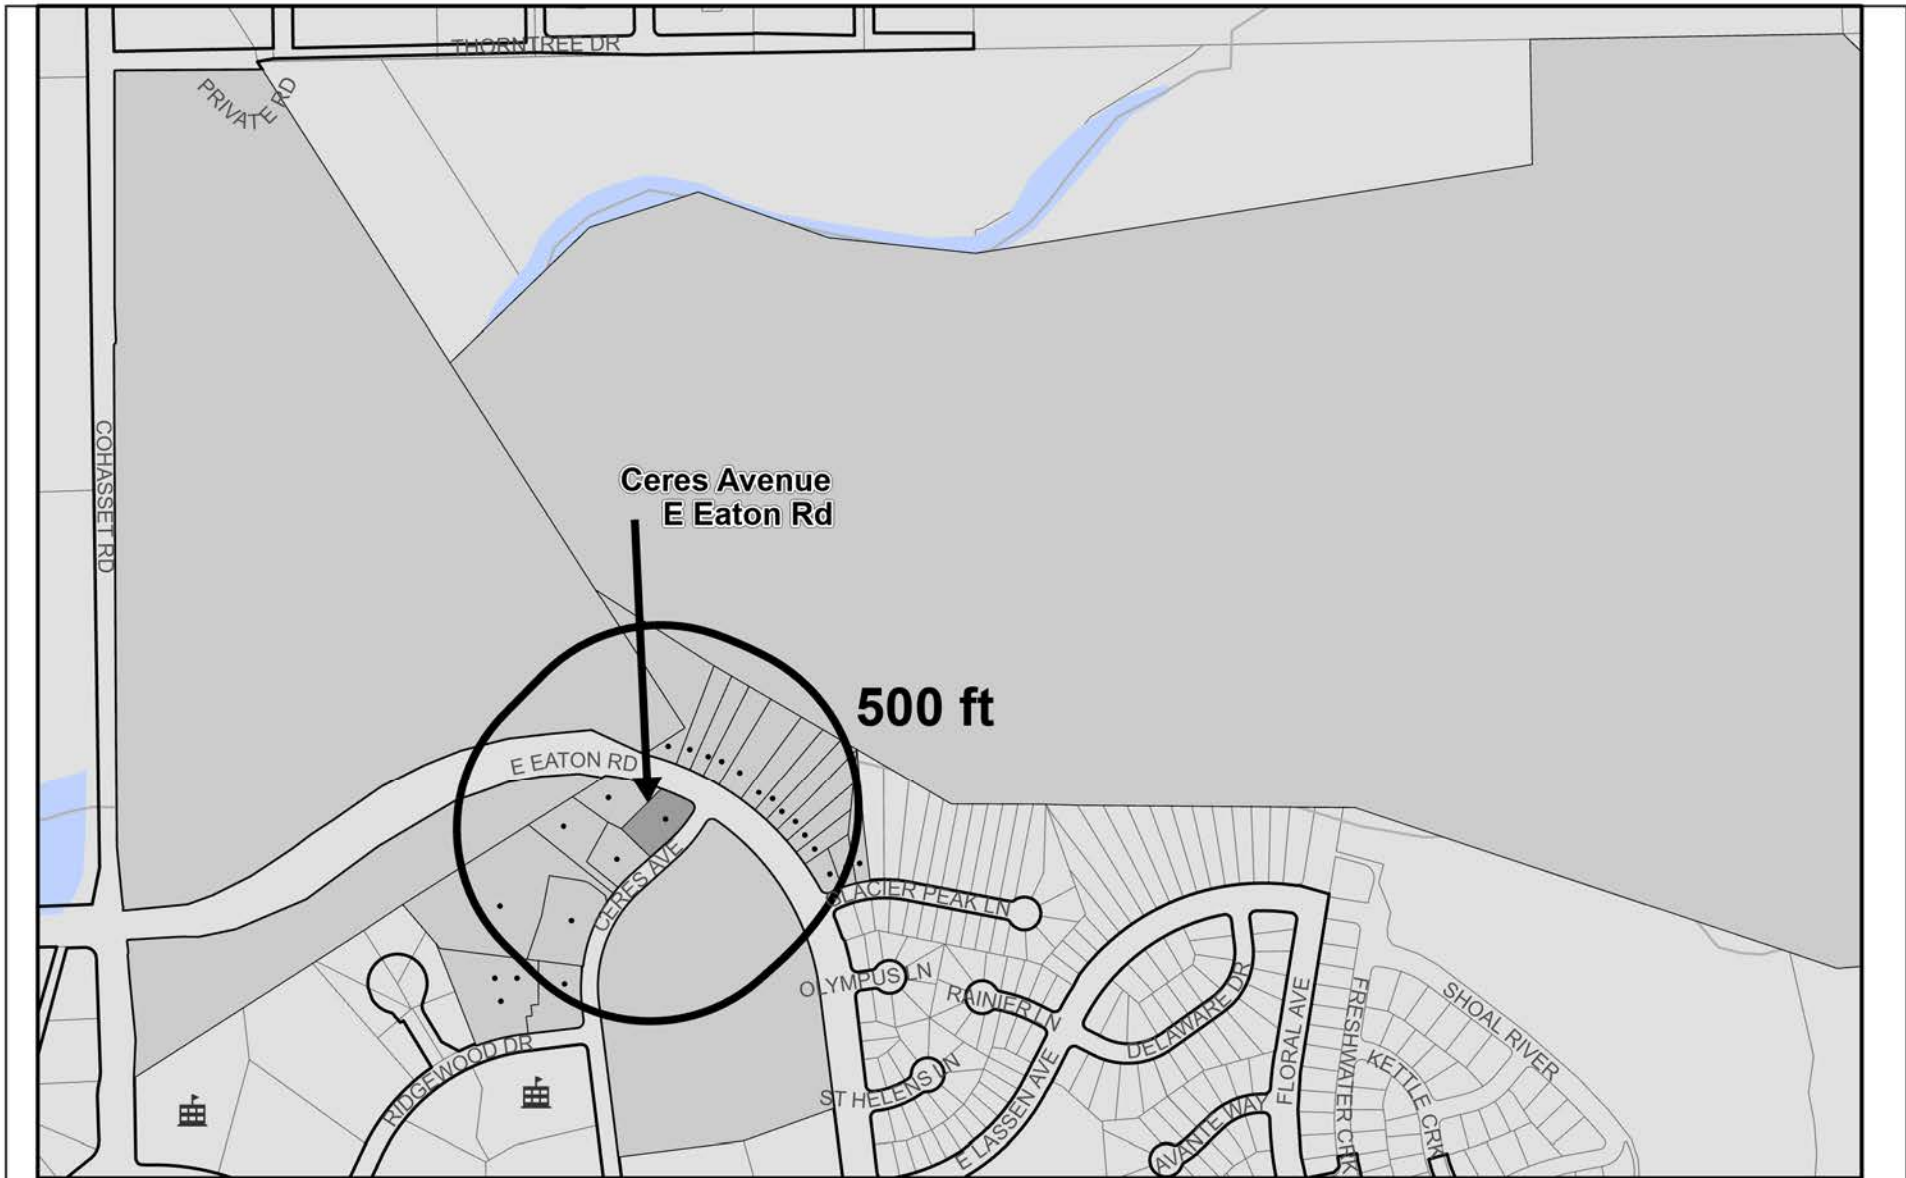 THORNTREE DR
PRIVATE RD
COHASSET RD
Ceres Avenue
E Eaton Rd
500 ft
E EATON RD
CERES AVE
GLACIER PEAK LN
OLYMPUS LN
RAINIER LN
DELAWARE DR
FLORAL AVE
FRESHWATER CRK
SHOAL RIVER
KETTLE CRK
RIDGEWOOD DR
ST HELENS LN
E LASSEN AVE
AVANTE WAY